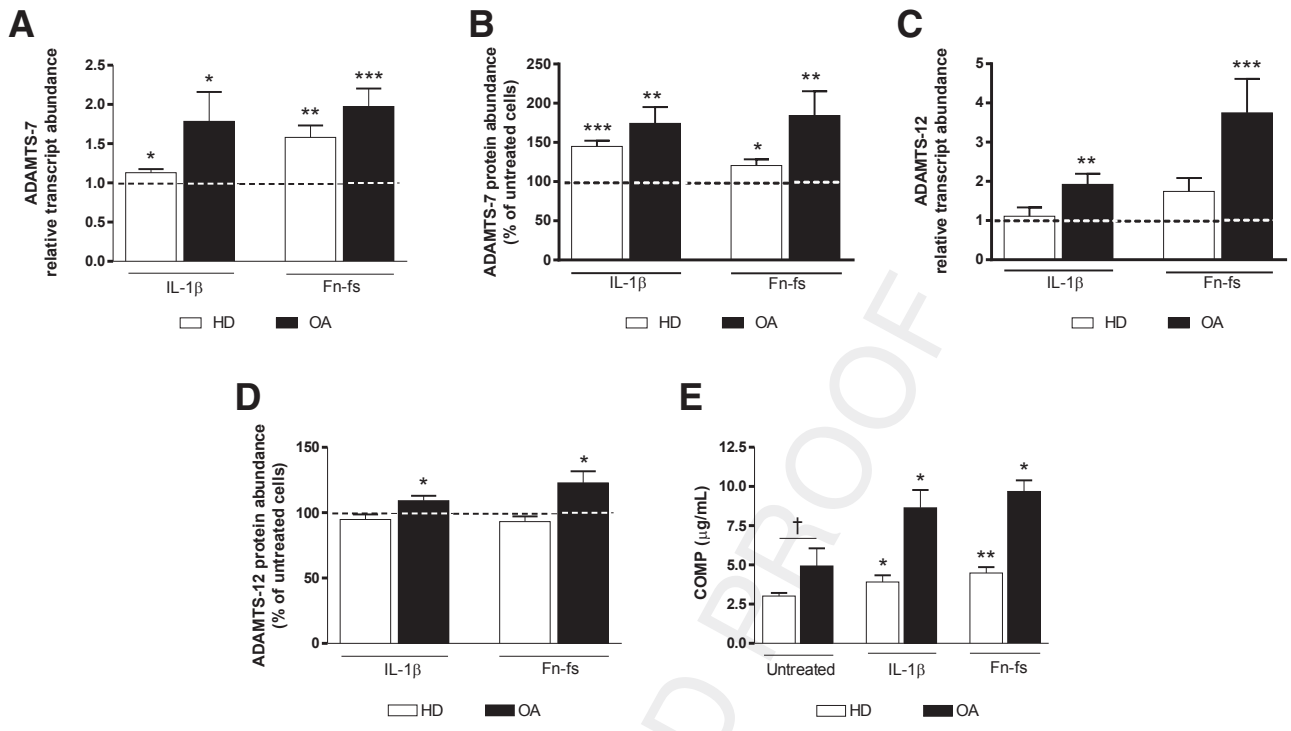 A
ADAMTS-7
relative transcript abundance
2.5
2.0
1.5
1.0
0.5
0.0
*
*
**
***
IL-1β
Fn-fs
HD
OA
B
ADAMTS-7 protein abundance
(% of untreated cells)
250
200
150
100
50
0
***
**
*
**
IL-1β
Fn-fs
HD
OA
C
ADAMTS-12
relative transcript abundance
5
4
3
2
1
0
**
***
IL-1β
Fn-fs
HD
OA
D
ADAMTS-12 protein abundance
(% of untreated cells)
150
100
50
0
*
*
IL-1β
Fn-fs
HD
OA
E
COMP (µg/mL)
12.5
10.0
7.5
5.0
2.5
0.0
†
*
*
**
*
Untreated
IL-1β
Fn-fs
HD
OA
D PROOF